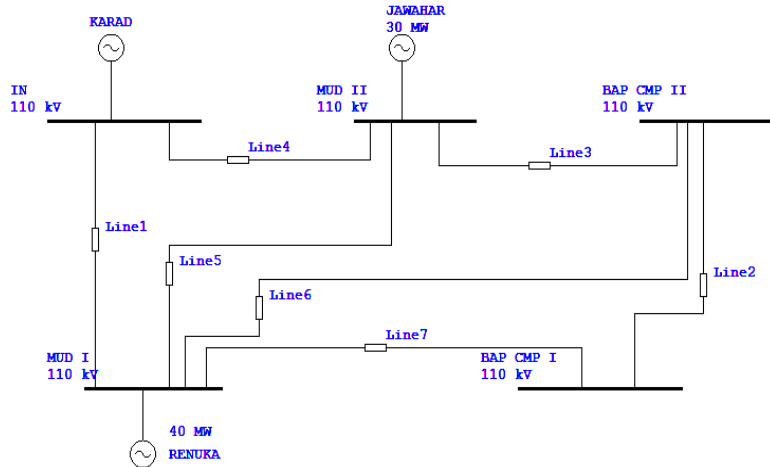 KARAD
JAWAHAR
30 MW
IN
110 kV
MUD II
110 kV
BAP CMP II
110 kV
Line4
Line3
Line1
Line5
Line6
Line2
Line7
MUD I
110 kV
BAP CMP I
110 kV
40 MW
RENUKA